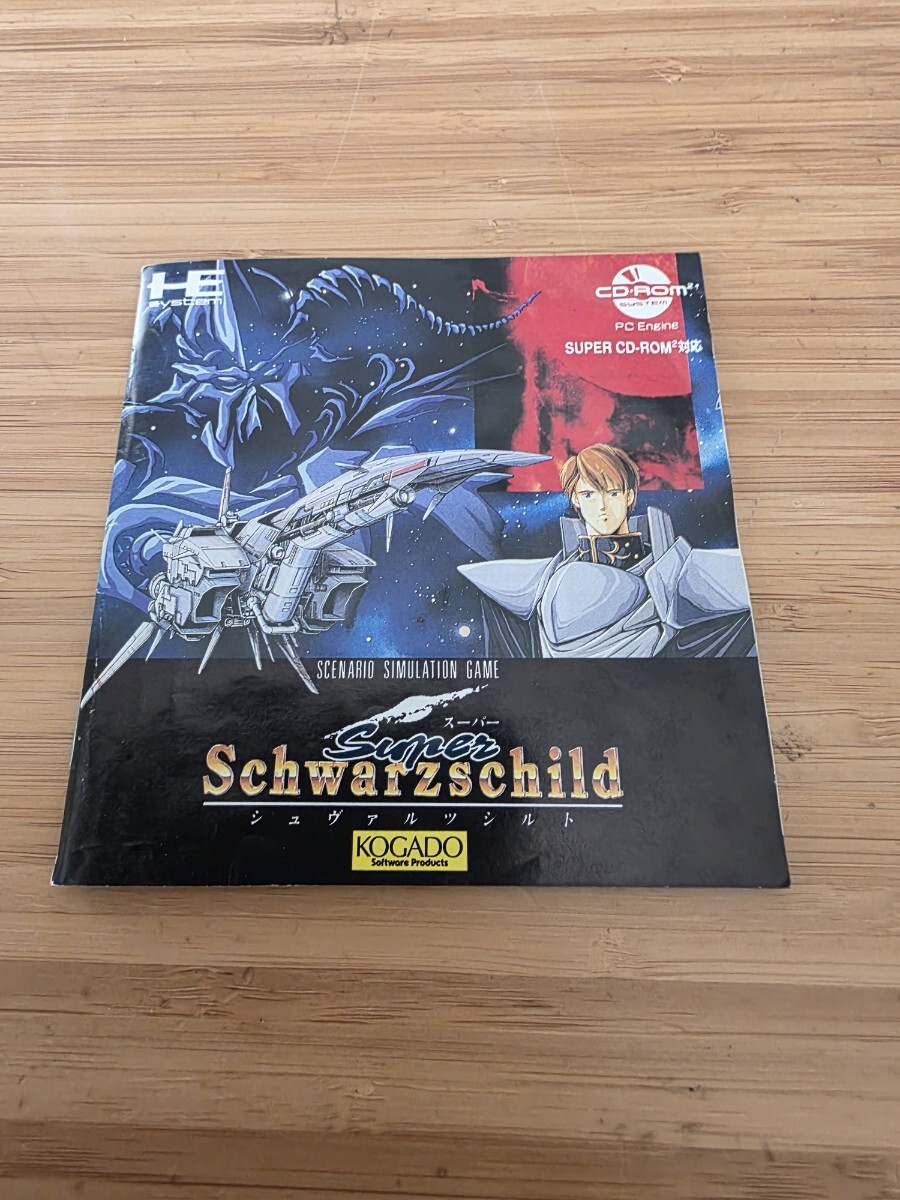 HE
system
CD-ROM²
SYSTEM
PC Engine
SUPER CD-ROM²対応
SCENARIO SIMULATION GAME
スーパー
Super
Schwarzschild
シュヴァルツシルト
KOGADO
Software Products